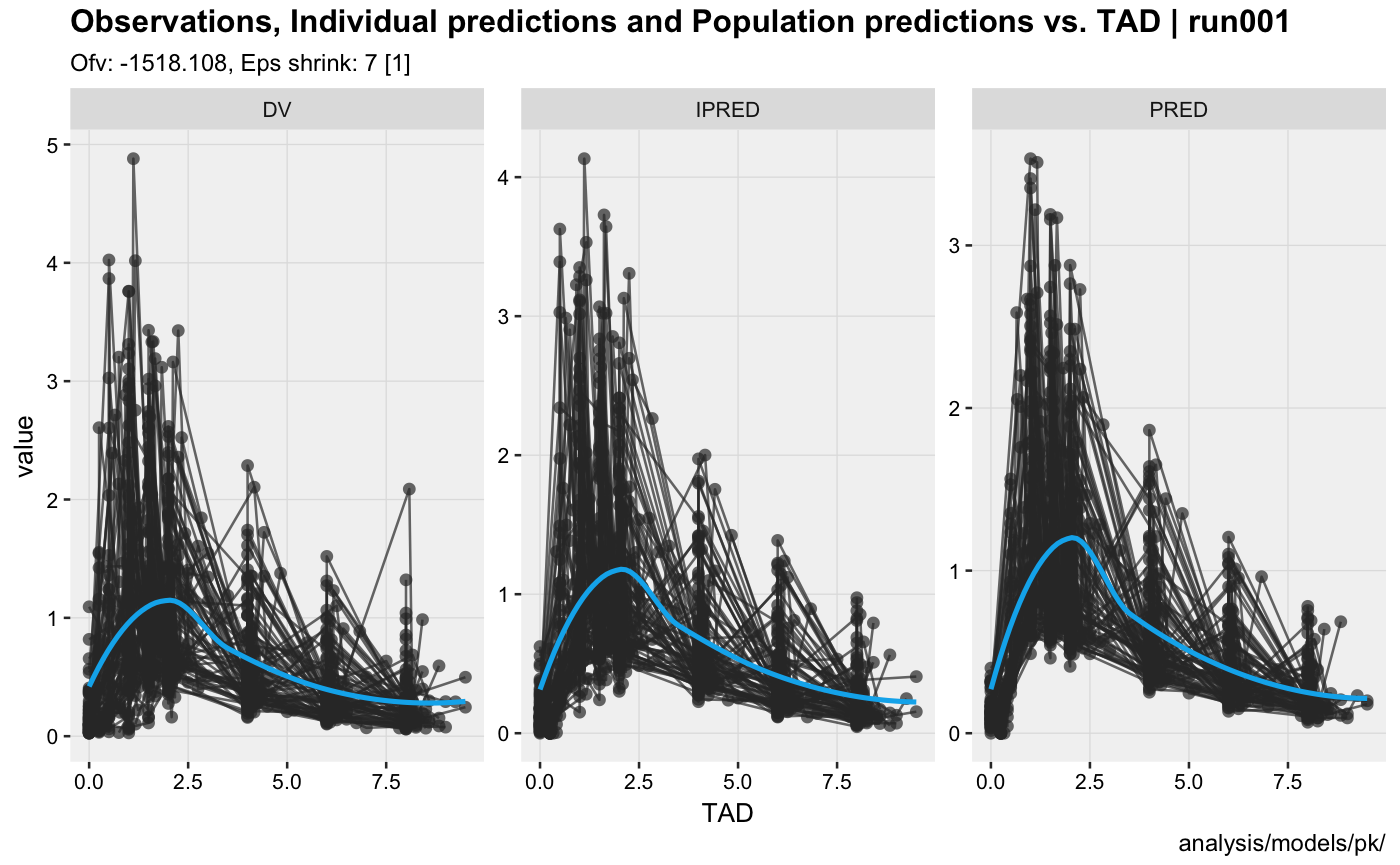 Observations, Individual predictions and Population predictions vs. TAD | run001
Ofv: -1518.108, Eps shrink: 7 [1]
DV
IPRED
PRED
5
4
3
2
1
0
4
3
2
1
0
3
2
1
0
value
0.0 2.5 5.0 7.5
0.0 2.5 5.0 7.5
0.0 2.5 5.0 7.5
TAD
analysis/models/pk/